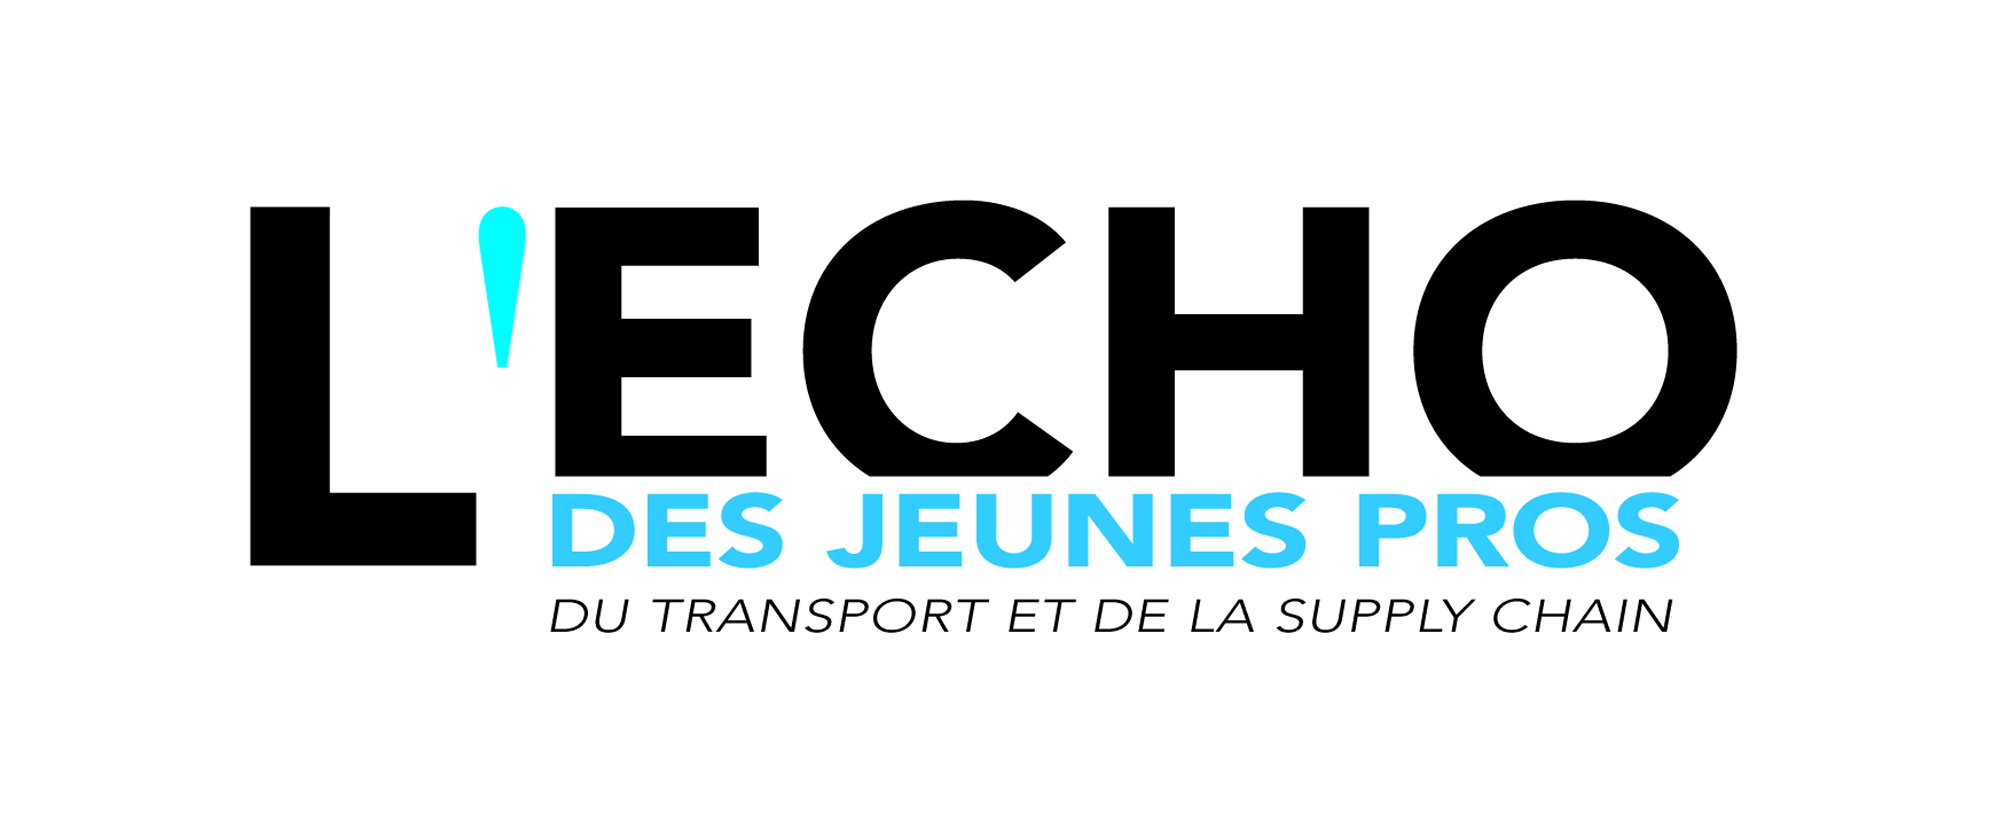 L'ECHO
DES JEUNES PROS
DU TRANSPORT ET DE LA SUPPLY CHAIN